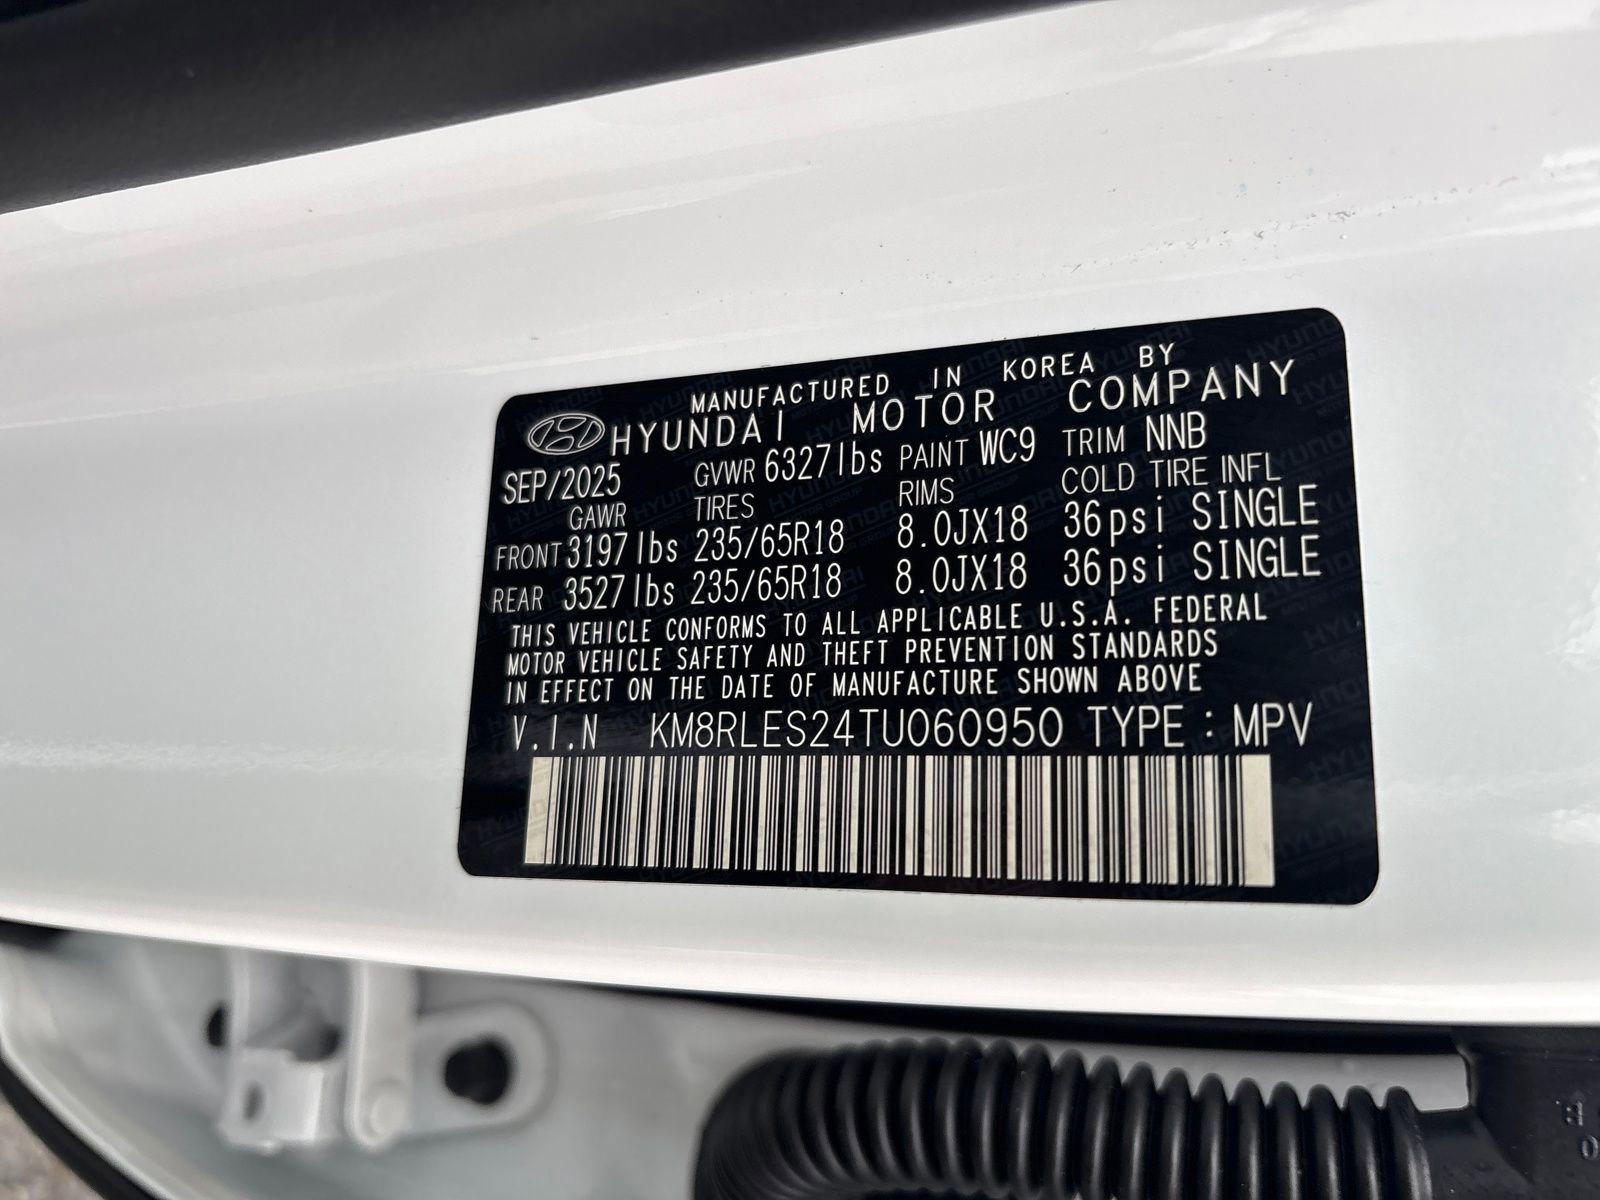 MANUFACTURED IN KOREA BY
HYUNDAI MOTOR COMPANY
SEP/2025 GVWR 6327lbs PAINT WC9 TRIM NNB
GAWR TIRES RIMS COLD TIRE INFL
FRONT 3197lbs 235/65R18 8.0JX18 36psi SINGLE
REAR 3527lbs 235/65R18 8.0JX18 36psi SINGLE
THIS VEHICLE CONFORMS TO ALL APPLICABLE U.S.A. FEDERAL
MOTOR VEHICLE SAFETY AND THEFT PREVENTION STANDARDS
IN EFFECT ON THE DATE OF MANUFACTURE SHOWN ABOVE
V.I.N KM8RLES24TU060950 TYPE : MPV